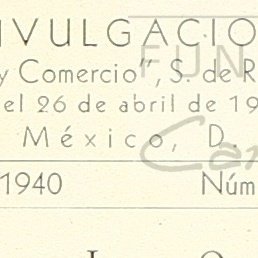 IVULGACIO
y Comercio", S. de R
el 26 de abril de 19
México, D.
1940 Núm